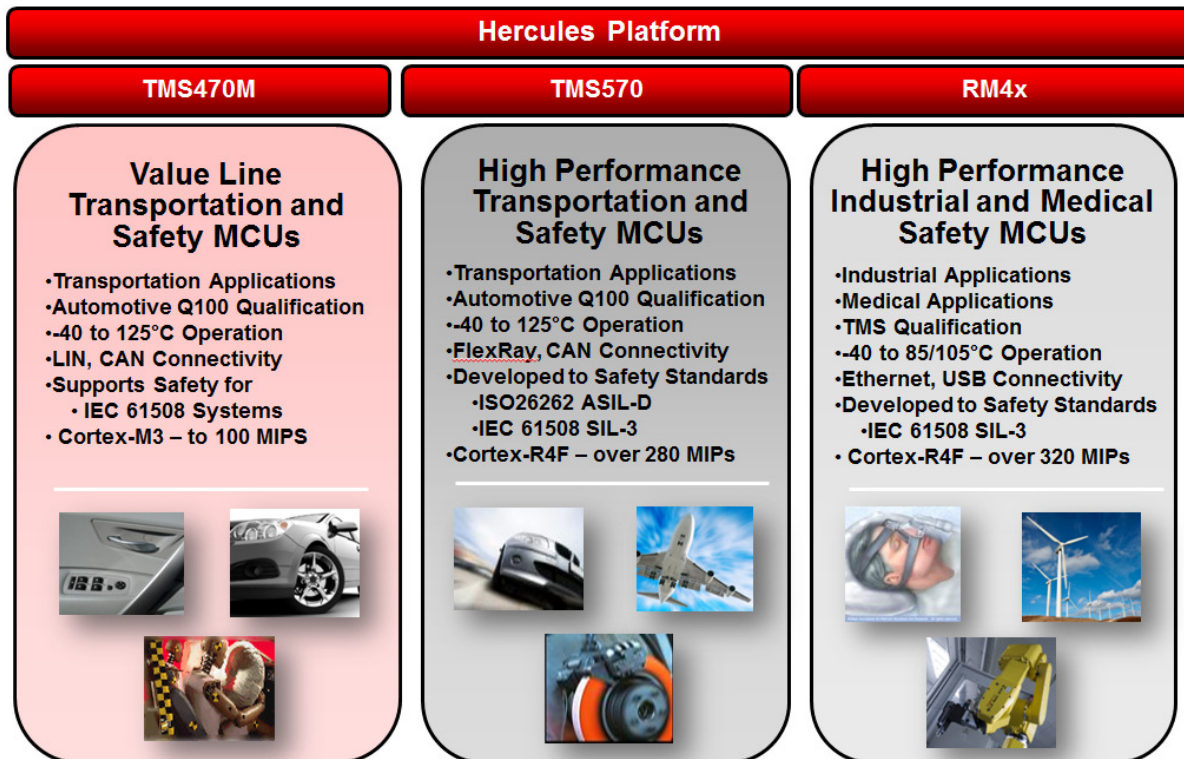 Hercules Platform
TMS470M
TMS570
RM4x
Value Line
Transportation and
Safety MCUs
•Transportation Applications
•Automotive Q100 Qualification
•-40 to 125°C Operation
•LIN, CAN Connectivity
•Supports Safety for
• IEC 61508 Systems
• Cortex-M3 – to 100 MIPS
High Performance
Transportation and
Safety MCUs
•Transportation Applications
•Automotive Q100 Qualification
•-40 to 125°C Operation
•FlexRay, CAN Connectivity
•Developed to Safety Standards
•ISO26262 ASIL-D
•IEC 61508 SIL-3
•Cortex-R4F – over 280 MIPs
High Performance
Industrial and Medical
Safety MCUs
•Industrial Applications
•Medical Applications
•TMS Qualification
•-40 to 85/105°C Operation
•Ethernet, USB Connectivity
•Developed to Safety Standards
•IEC 61508 SIL-3
• Cortex-R4F – over 320 MIPs